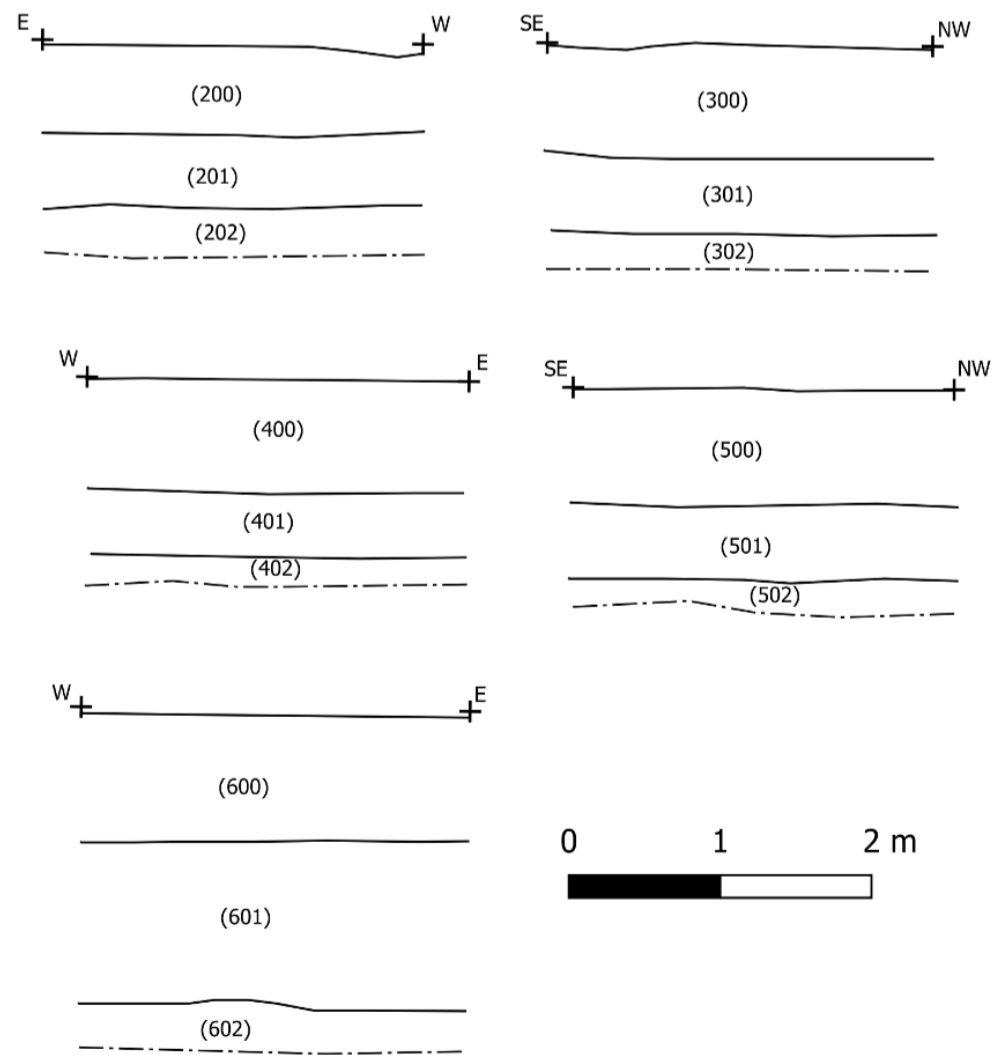 E W
(200)
(201)
(202)
SE NW
(300)
(301)
(302)
W E
(400)
(401)
(402)
SE NW
(500)
(501)
(502)
W E
(600)
(601)
(602)
0 1 2 m